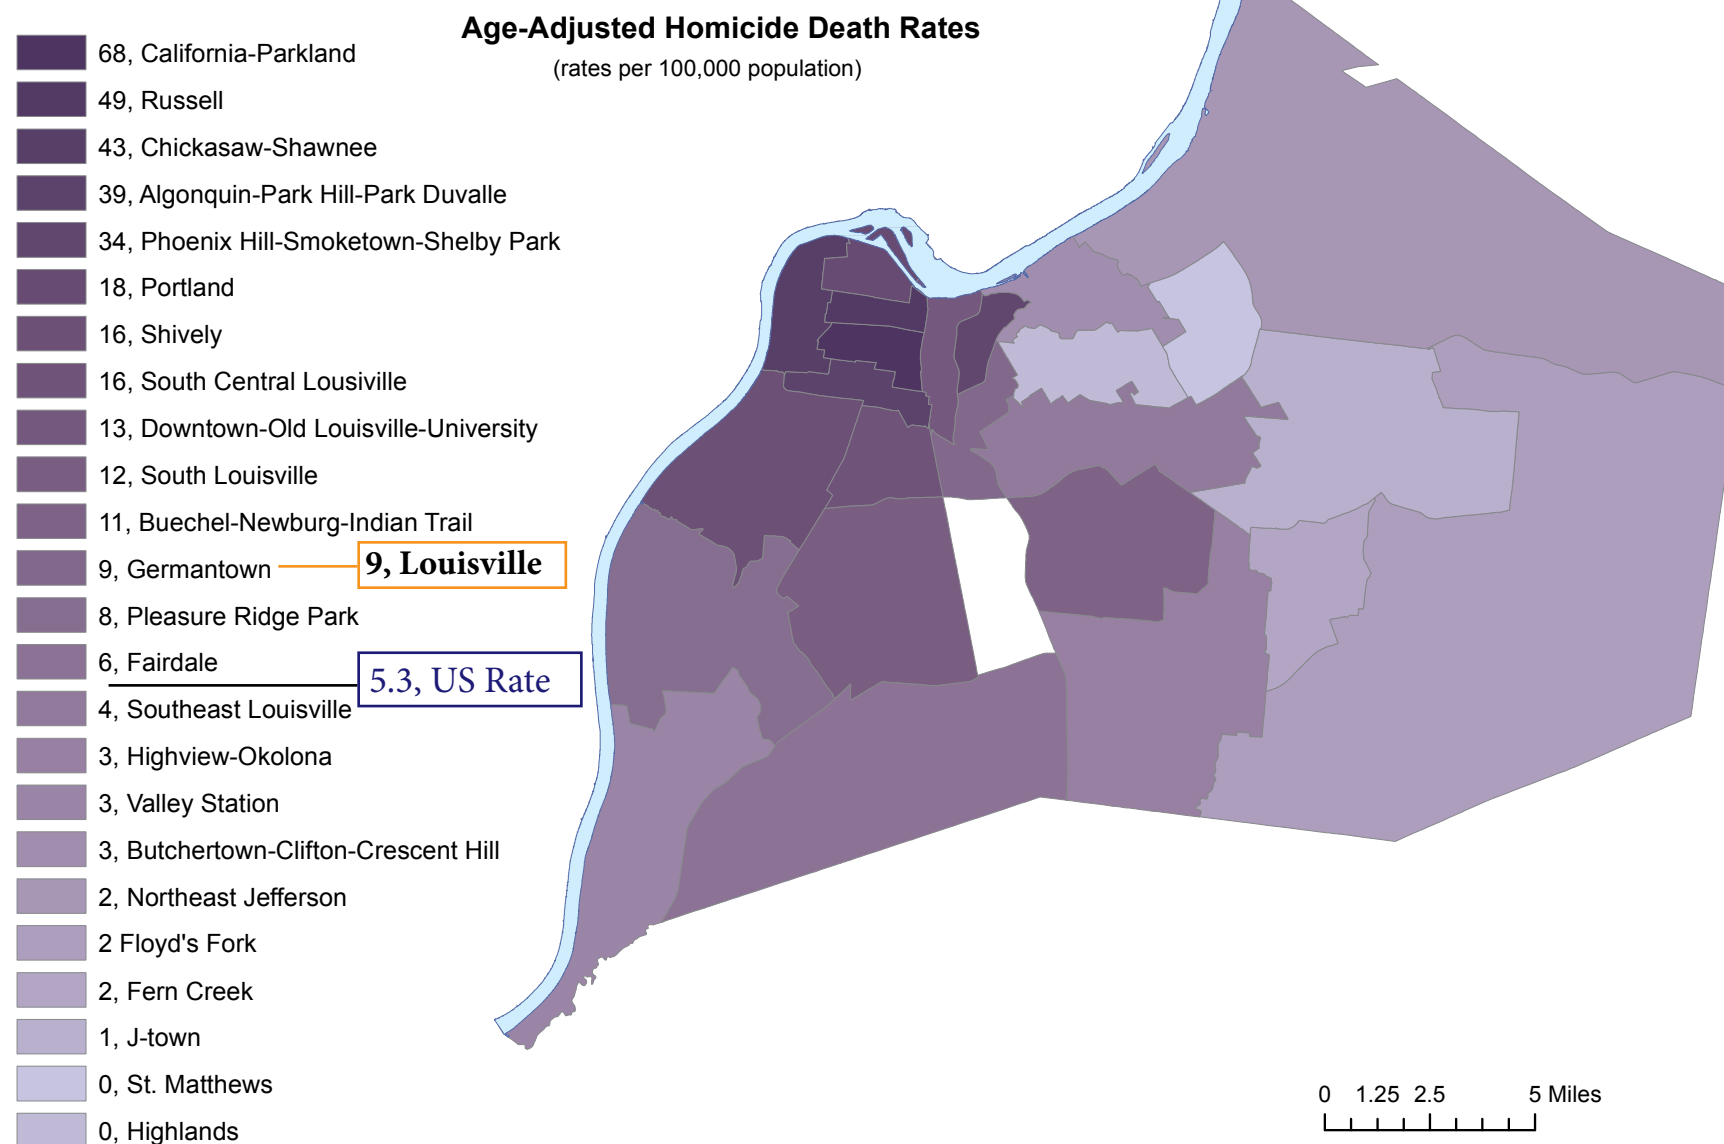 Age-Adjusted Homicide Death Rates
(rates per 100,000 population)
68, California-Parkland
49, Russell
43, Chickasaw-Shawnee
39, Algonquin-Park Hill-Park Duvalle
34, Phoenix Hill-Smoketown-Shelby Park
18, Portland
16, Shively
16, South Central Lousiville
13, Downtown-Old Louisville-University
12, South Louisville
11, Buechel-Newburg-Indian Trail
9, Germantown
9, Louisville
8, Pleasure Ridge Park
6, Fairdale
5.3, US Rate
4, Southeast Louisville
3, Highview-Okolona
3, Valley Station
3, Butchertown-Clifton-Crescent Hill
2, Northeast Jefferson
2 Floyd's Fork
2, Fern Creek
1, J-town
0, St. Matthews
0, Highlands
0 1.25 2.5 5 Miles